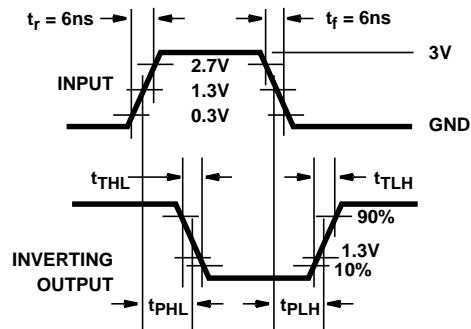 tr = 6ns
tf = 6ns
3V
INPUT
2.7V
1.3V
0.3V
GND
tTHL
tTLH
90%
INVERTING
OUTPUT
1.3V
10%
tPHL
tPLH